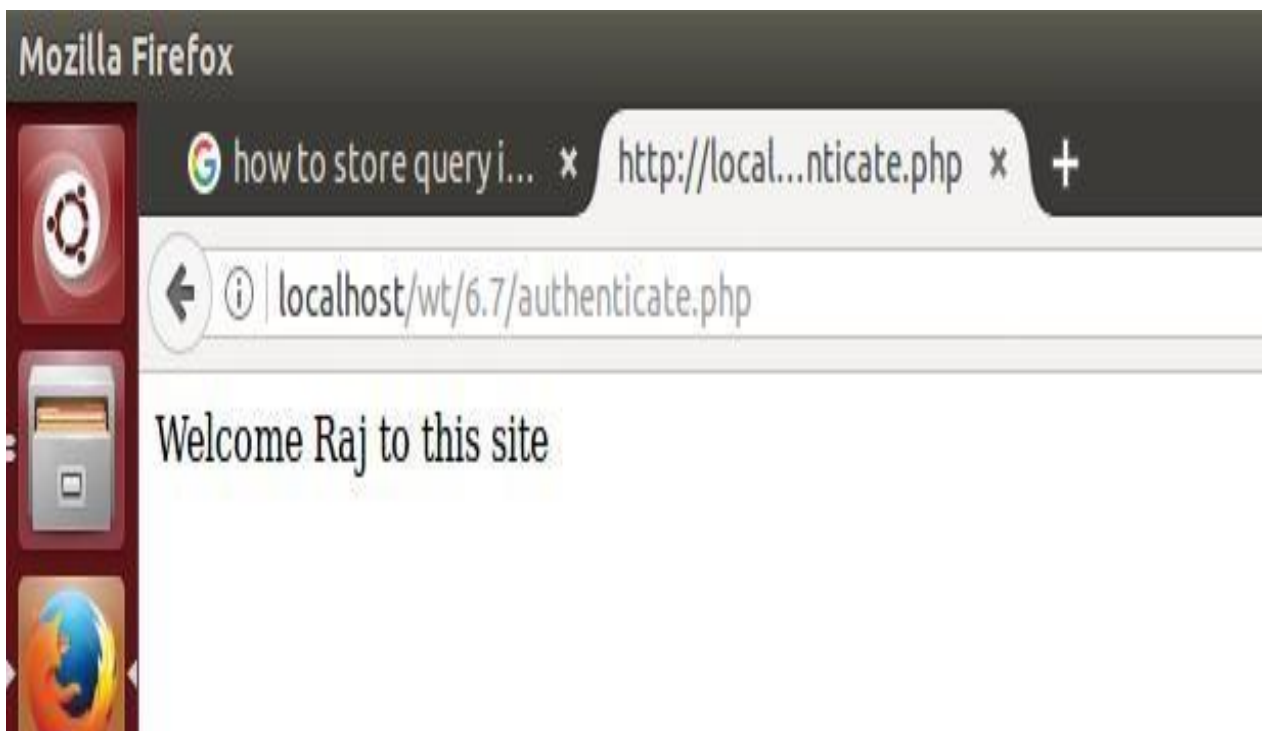 Mozilla Firefox
how to store query i...
http://local...nticate.php
localhost/wt/6.7/authenticate.php
Welcome Raj to this site